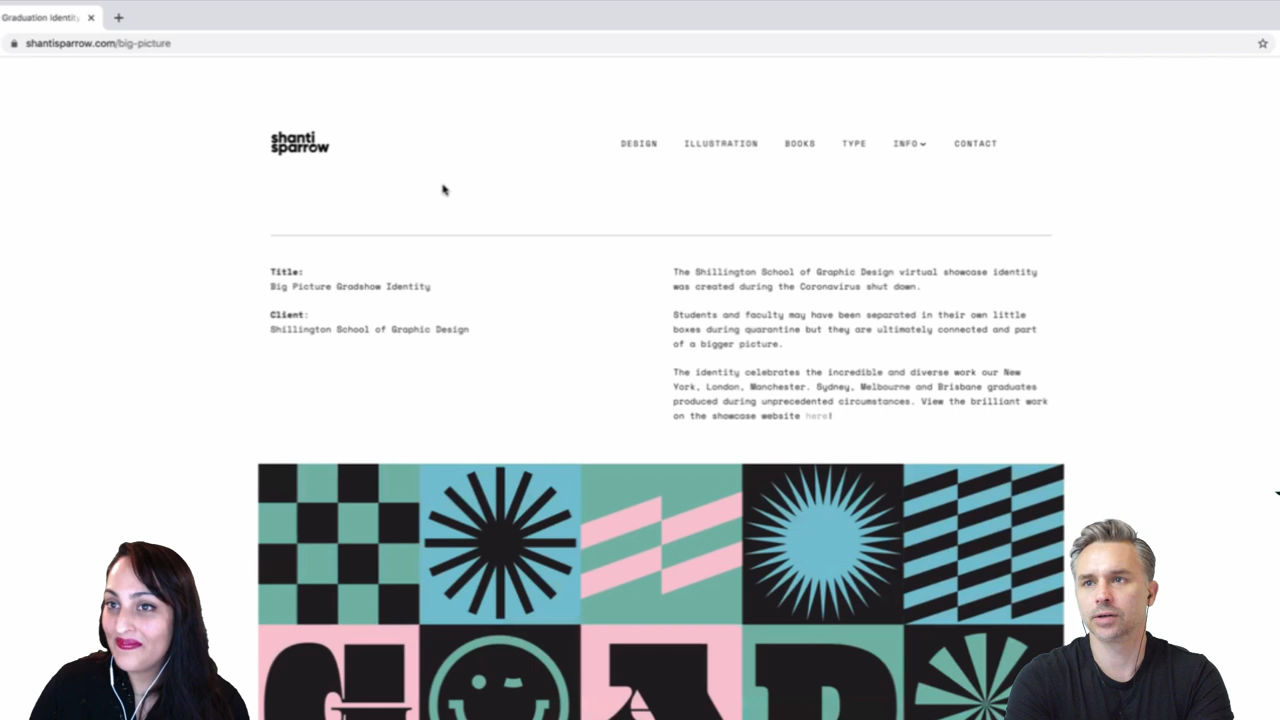 Graduation Identity
shantisparrow.com/big-picture
shanti
sparrow
DESIGN ILLUSTRATION BOOKS TYPE INFO CONTACT
Title:
Big Picture Gradshow Identity
Client:
Shillington School of Graphic Design
The Shillington School of Graphic Design virtual showcase identity
was created during the Coronavirus shut down.
Students and faculty may have been separated in their own little
boxes during quarantine but they are ultimately connected and part
of a bigger picture.
The identity celebrates the incredible and diverse work our New
York, London, Manchester. Sydney, Melbourne and Brisbane graduates
produced during unprecedented circumstances. View the brilliant work
on the showcase website here!
G A D